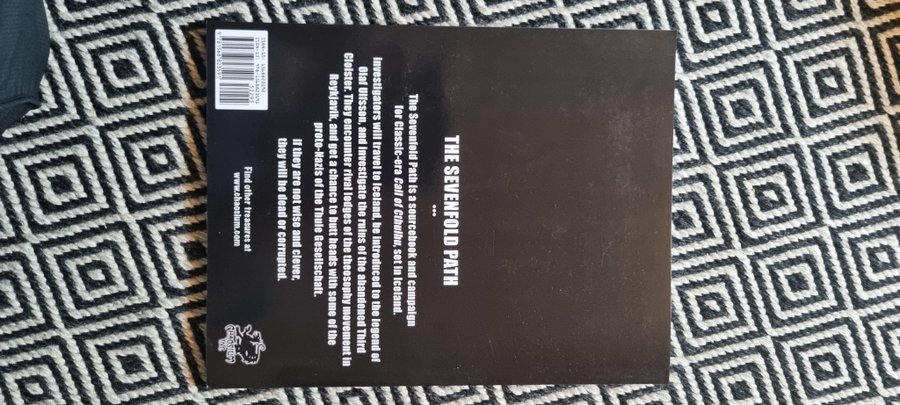 THE SEVENFOLD PATH
•••
The Sevenfold Path is a sourcebook and campaign
for Classic-era Call of Cthulhu, set in Iceland.
Investigators will travel to Iceland, be introduced to the legend of
Olaf Ulfsson, and investigate the ruins of the abandoned Third
Cloister. They encounter rival lodges of the theosophy movement in
Reykjavik, and get a chance to butt heads with some of the
proto-Nazis of the Thule Gesellschaft.
If they are not wise and clever,
they will be dead or corrupted.
Find other treasures at
www.chaosium.com
CHAOSIUM
INC.